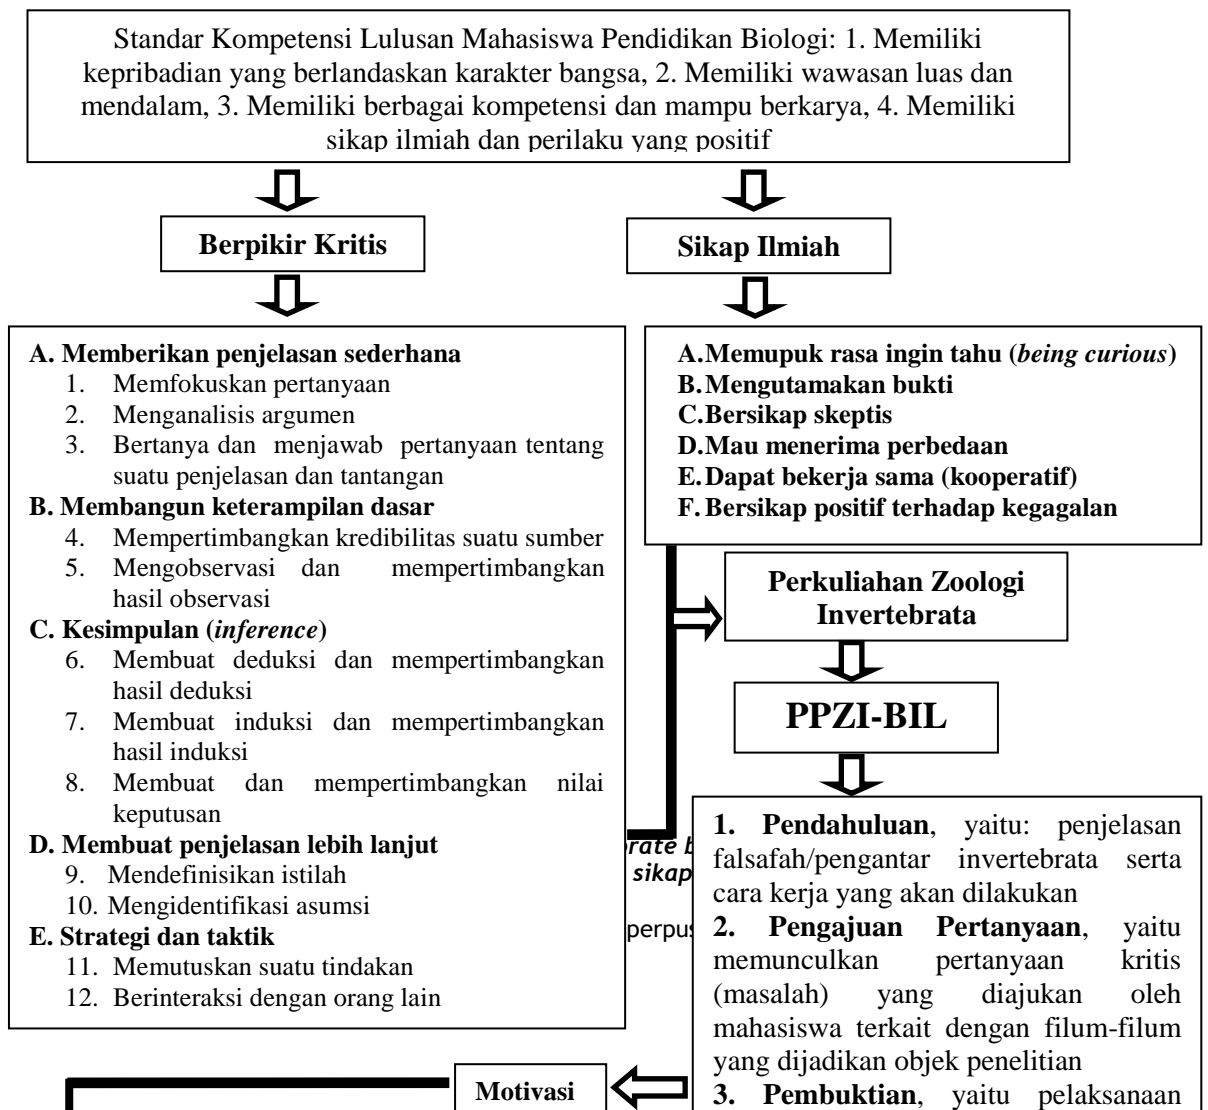 Standar Kompetensi Lulusan Mahasiswa Pendidikan Biologi: 1. Memiliki
kepribadian yang berlandaskan karakter bangsa, 2. Memiliki wawasan luas dan
mendalam, 3. Memiliki berbagai kompetensi dan mampu berkarya, 4. Memiliki
sikap ilmiah dan perilaku yang positif
Berpikir Kritis
Sikap Ilmiah
A. Memberikan penjelasan sederhana
1. Memfokuskan pertanyaan
2. Menganalisis argumen
3. Bertanya dan menjawab pertanyaan tentang
suatu penjelasan dan tantangan
B. Membangun keterampilan dasar
4. Mempertimbangkan kredibilitas suatu sumber
5. Mengobservasi dan mempertimbangkan
hasil observasi
C. Kesimpulan (inference)
6. Membuat deduksi dan mempertimbangkan
hasil deduksi
7. Membuat induksi dan mempertimbangkan
hasil induksi
8. Membuat dan mempertimbangkan nilai
keputusan
D. Membuat penjelasan lebih lanjut
9. Mendefinisikan istilah
10. Mengidentifikasi asumsi
E. Strategi dan taktik
11. Memutuskan suatu tindakan
12. Berinteraksi dengan orang lain
A. Memupuk rasa ingin tahu (being curious)
B. Mengutamakan bukti
C. Bersikap skeptis
D. Mau menerima perbedaan
E. Dapat bekerja sama (kooperatif)
F. Bersikap positif terhadap kegagalan
Perkuliahan Zoologi
Invertebrata
PPZI-BIL
sikap
perpus
1. Pendahuluan, yaitu: penjelasan
falsafah/pengantar invertebrata serta
cara kerja yang akan dilakukan
2. Pengajuan Pertanyaan, yaitu
memunculkan pertanyaan kritis
(masalah) yang diajukan oleh
mahasiswa terkait dengan filum-filum
yang dijadikan objek penelitian
3. Pembuktian, yaitu pelaksanaan
Motivasi